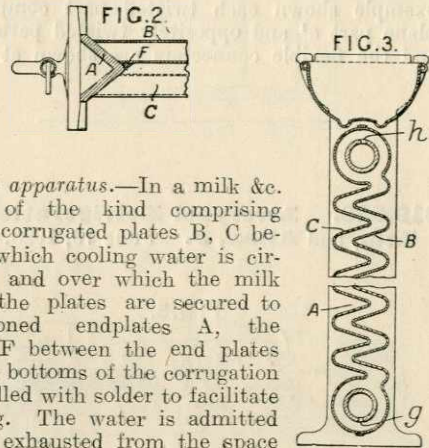 FIG.2.
B
F
A
C
FIG.3.
h
C
B
A
g
apparatus.—In a milk &c.
of the kind comprising
corrugated plates B, C be-
which cooling water is cir-
and over which the milk
the plates are secured to
oned endplates A, the
F between the end plates
bottoms of the corrugation
lled with solder to facilitate
g. The water is admitted
exhausted from the space